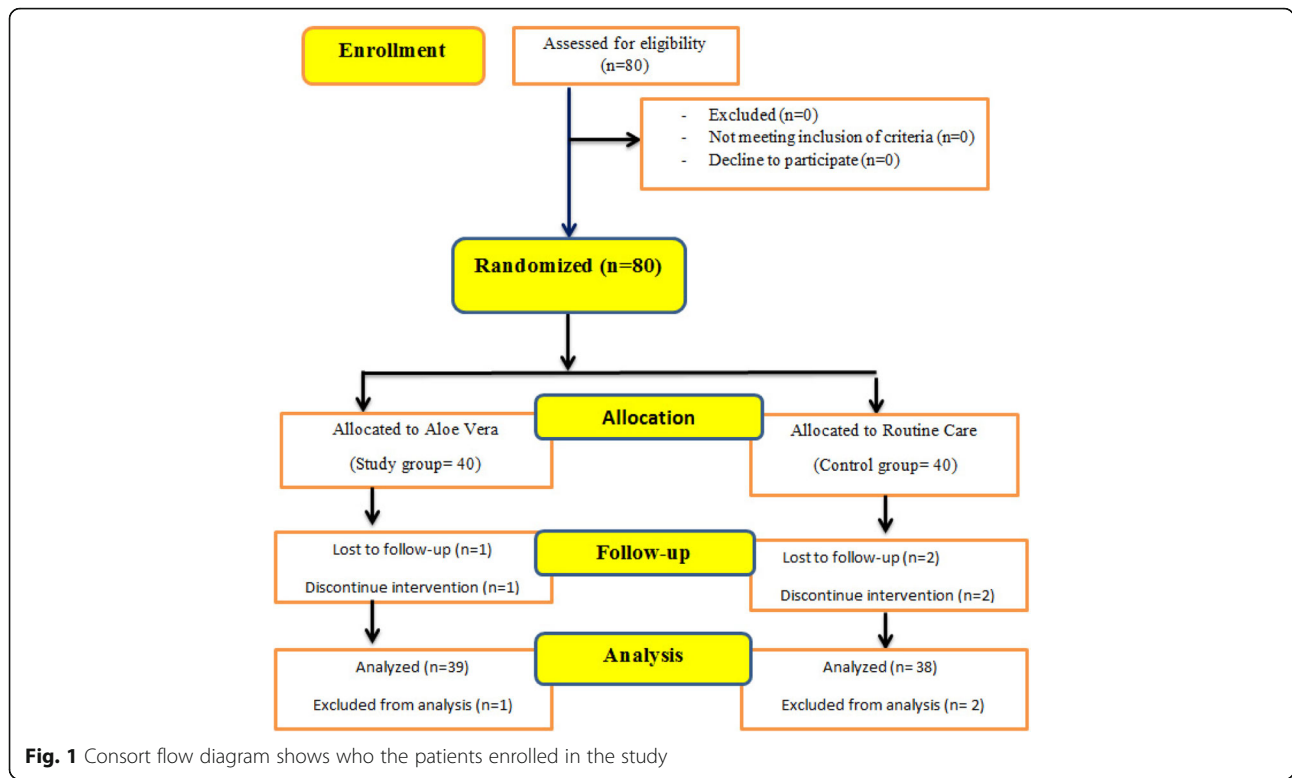 Enrollment
Assessed for eligibility
(n=80)
- Excluded (n=0)
- Not meeting inclusion of criteria (n=0)
- Decline to participate (n=0)
Randomized (n=80)
Allocation
Allocated to Aloe Vera
(Study group= 40)
Allocated to Routine Care
(Control group= 40)
Follow-up
Lost to follow-up (n=1)
Discontinue intervention (n=1)
Lost to follow-up (n=2)
Discontinue intervention (n=2)
Analysis
Analyzed (n=39)
Excluded from analysis (n=1)
Analyzed (n= 38)
Excluded from analysis (n= 2)
Fig. 1 Consort flow diagram shows who the patients enrolled in the study